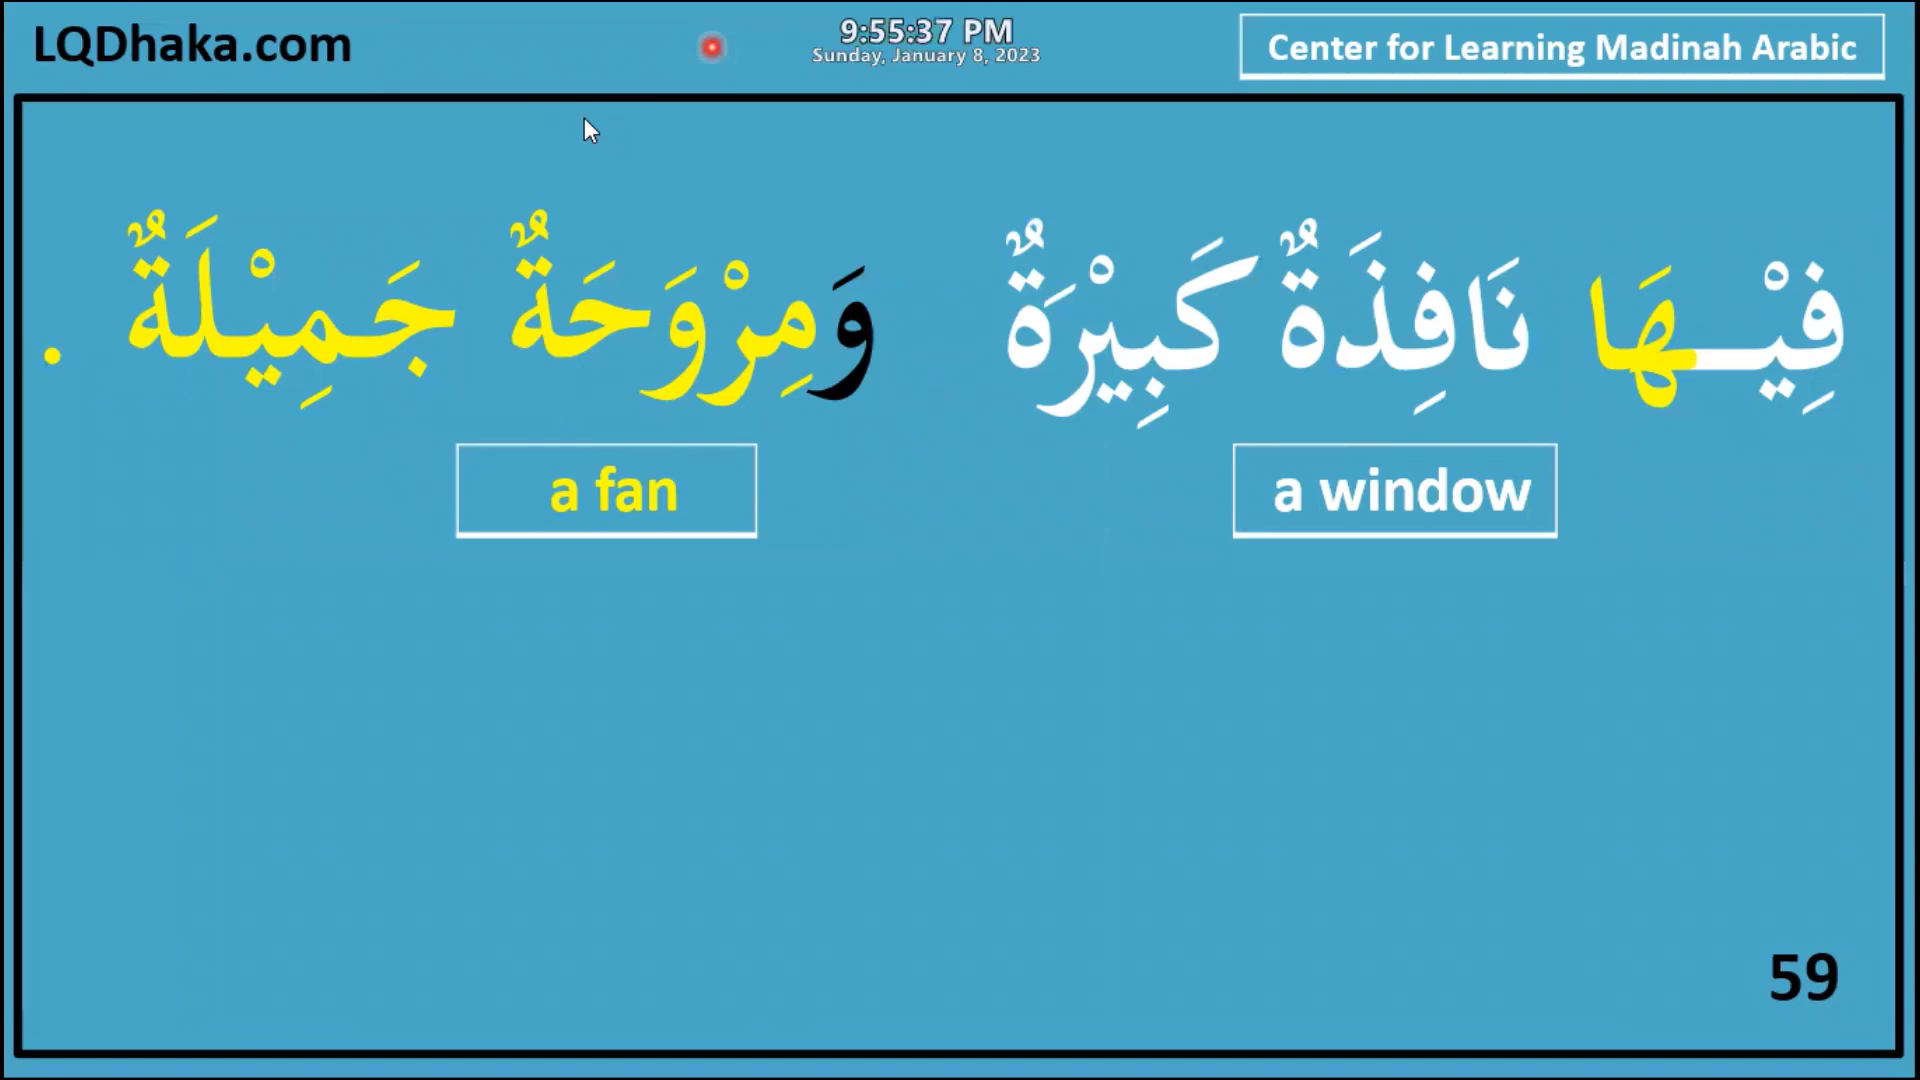 LQDhaka.com
9:55:37 PM
Sunday, January 8, 2023
Center for Learning Madinah Arabic
فِيْـــهَا نَافِذَةٌ كَبِيْرَةٌ وَمِرْوَحَةٌ جَمِيْلَةٌ .
a window
a fan
59